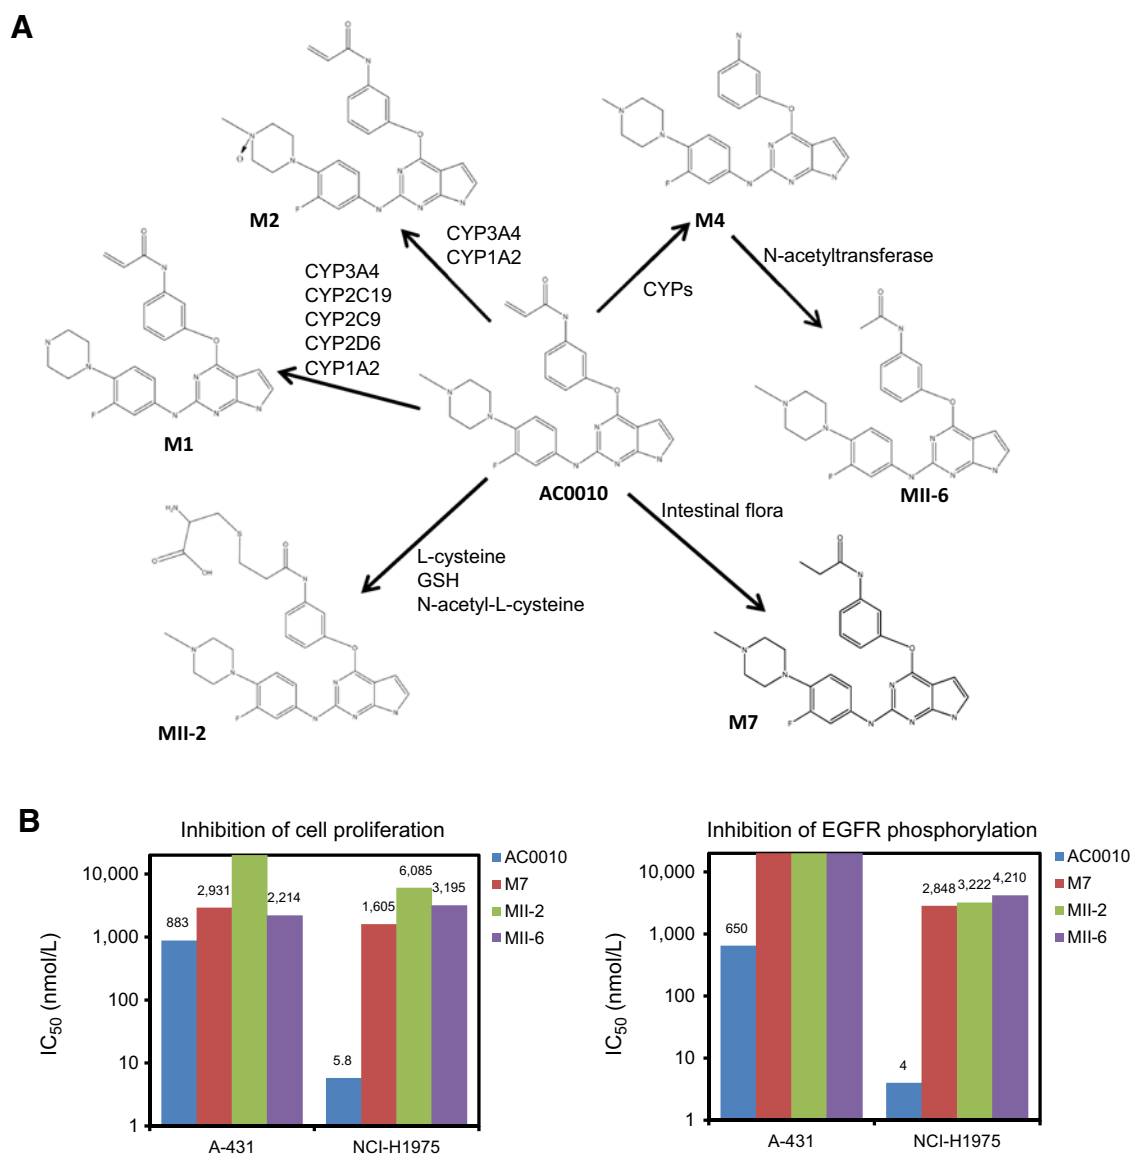 A
M2
M4
CYP3A4
CYP1A2
N-acetyltransferase
CYP3A4
CYP2C19
CYP2C9
CYP2D6
CYP1A2
CYPs
M1
AC0010
MII-6
Intestinal flora
L-cysteine
GSH
N-acetyl-L-cysteine
MII-2
M7
B
Inhibition of cell proliferation
IC50 (nmol/L)
10,000
1,000
100
10
1
883
2,931
2,214
5.8
1,605
6,085
3,195
A-431
NCI-H1975
AC0010
M7
MII-2
MII-6
Inhibition of EGFR phosphorylation
IC50 (nmol/L)
10,000
1,000
100
10
1
650
4
2,848
3,222
4,210
A-431
NCI-H1975
AC0010
M7
MII-2
MII-6